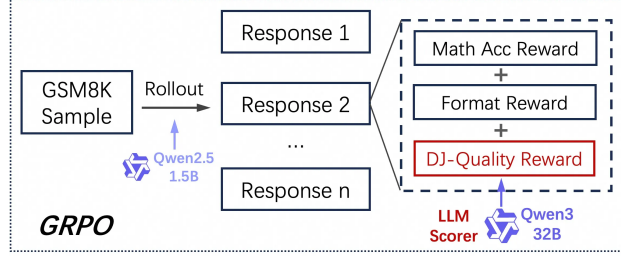 Response 1
Math Acc Reward
+
GSM8K
Sample
Rollout
Response 2
Format Reward
+
...
DJ-Quality Reward
Qwen2.5
1.5B
Response n
GRPO
LLM
Scorer
Qwen3
32B